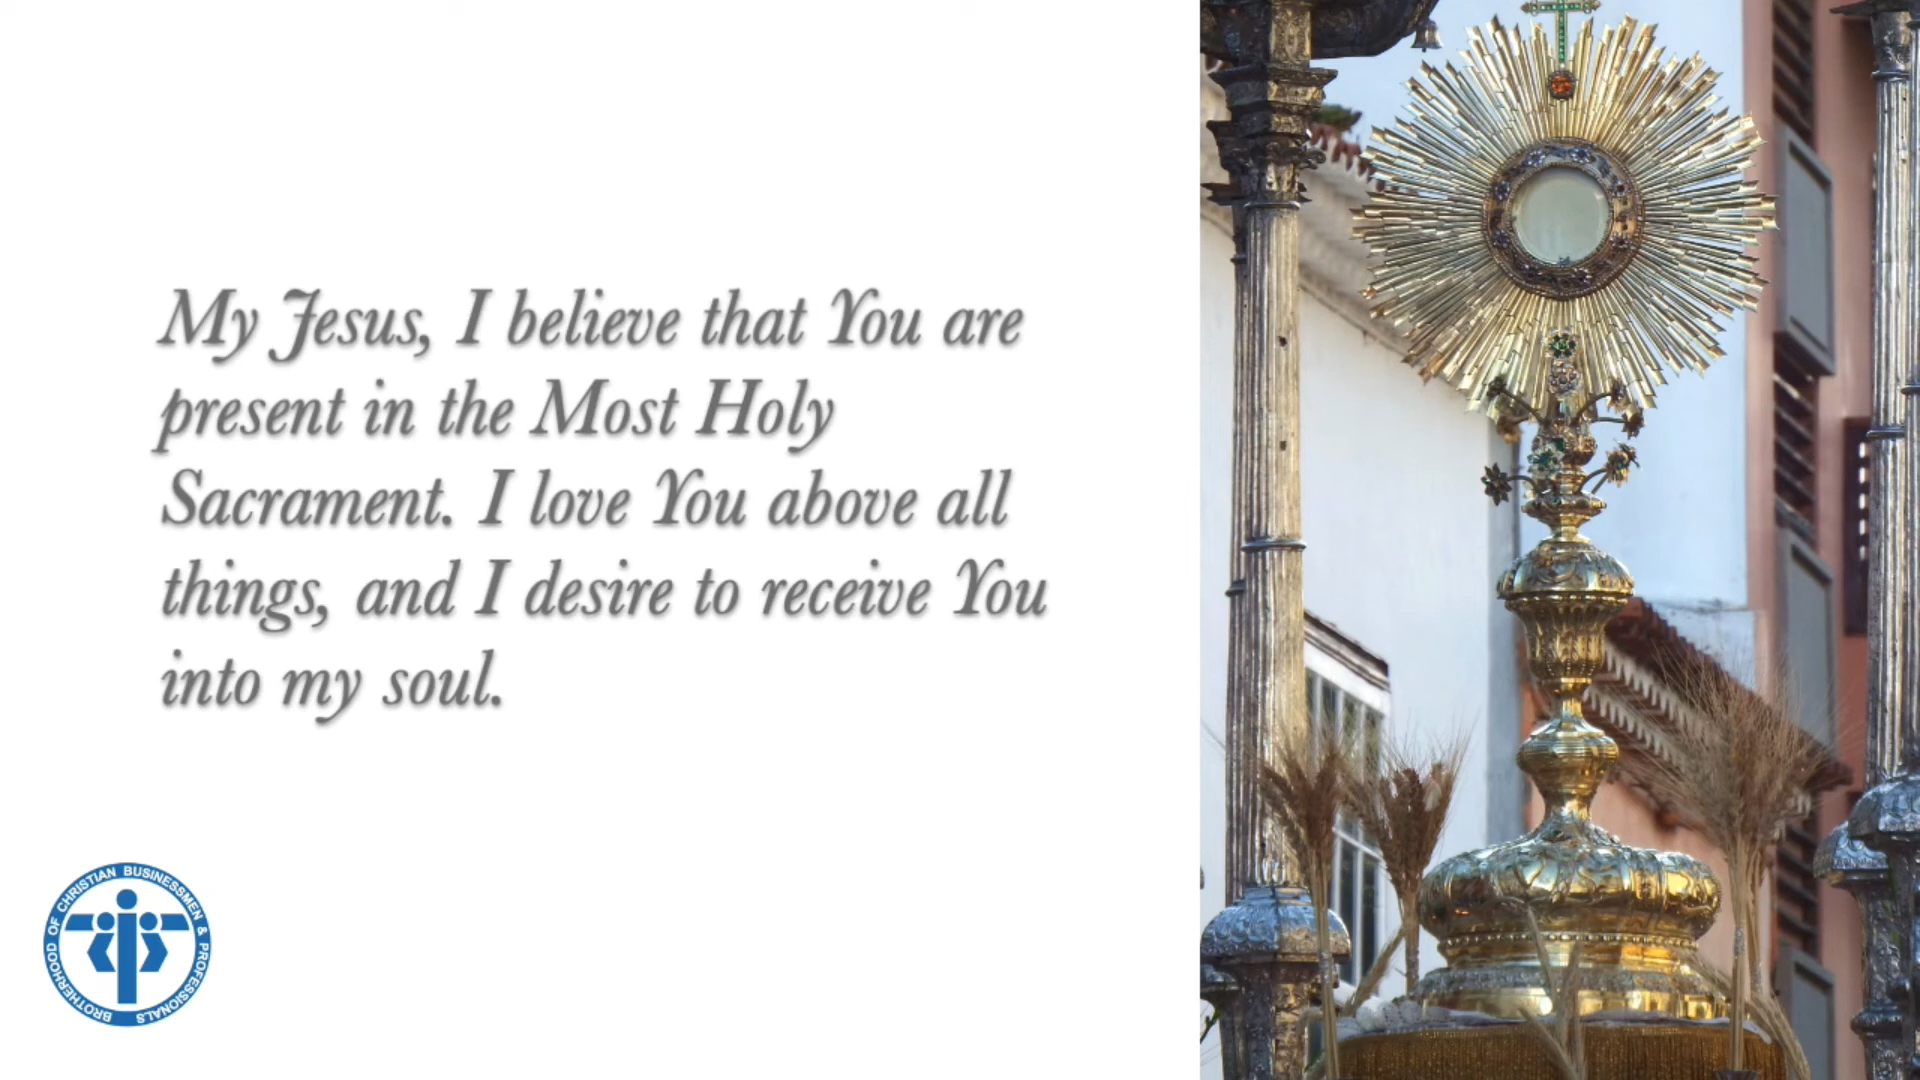 My Jesus, I believe that You are
present in the Most Holy
Sacrament. I love You above all
things, and I desire to receive You
into my soul.
BROTHERHOOD OF CHRISTIAN BUSINESSMEN & PROFESSIONALS